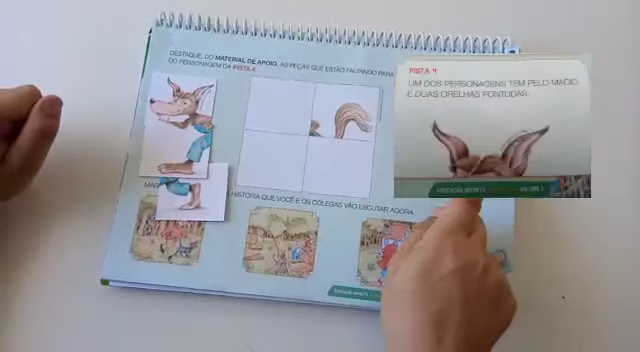 DESTAQUE, DO MATERIAL DE APOIO, AS PEÇAS QUE ESTÃO FALTANDO PARA
DO PERSONAGEM DA PISTA 4.
PISTA 4
UM DOS PERSONAGENS TEM PELO MACIO
E DUAS ORELHAS PONTUDAS.
HISTÓRIA QUE VOCÊ E OS COLEGAS VÃO ESCUTAR AGORA.